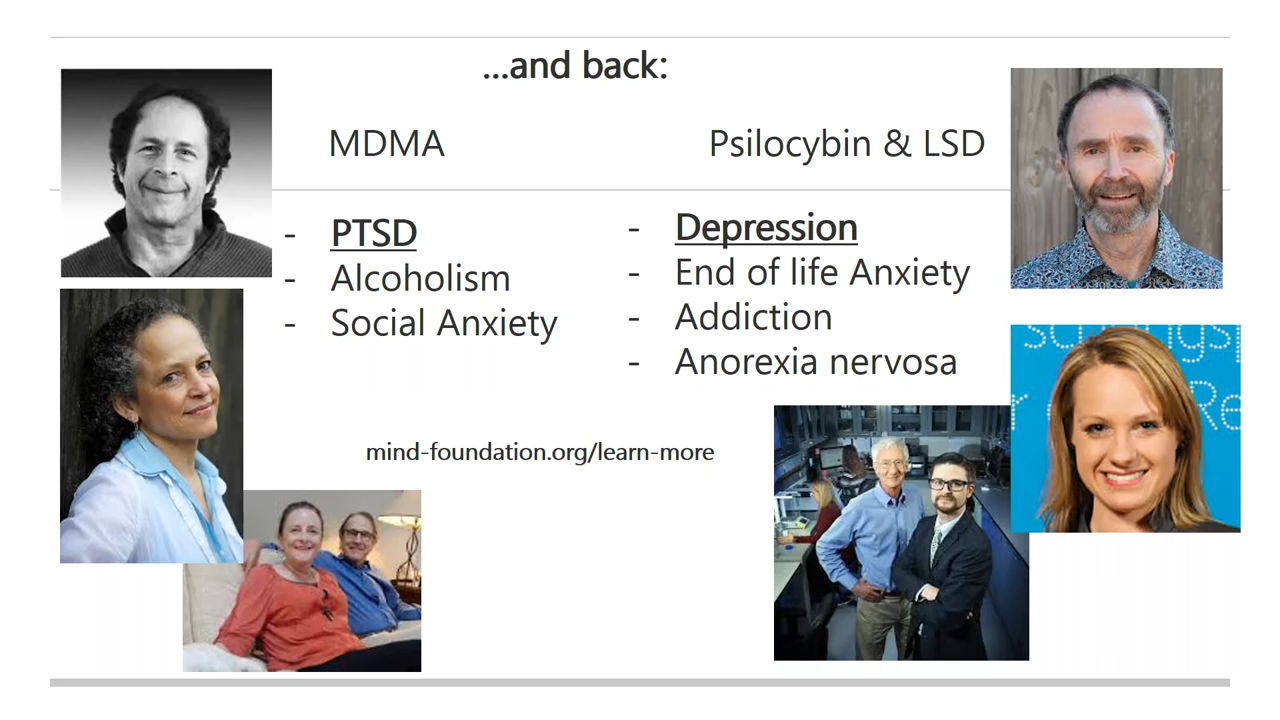 ...and back:
MDMA
Psilocybin & LSD
- PTSD
- Alcoholism
- Social Anxiety
- Depression
- End of life Anxiety
- Addiction
- Anorexia nervosa
mind-foundation.org/learn-more